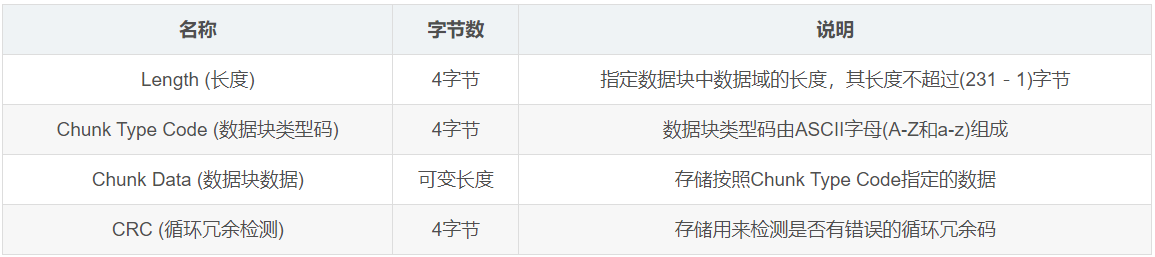 名称 字节数 说明
Length (长度) 4字节 指定数据块中数据域的长度，其长度不超过(231 - 1)字节
Chunk Type Code (数据块类型码) 4字节 数据块类型码由ASCII字母(A-Z和a-z)组成
Chunk Data (数据块数据) 可变长度 存储按照Chunk Type Code指定的数据
CRC (循环冗余检测) 4字节 存储用来检测是否有错误的循环冗余码